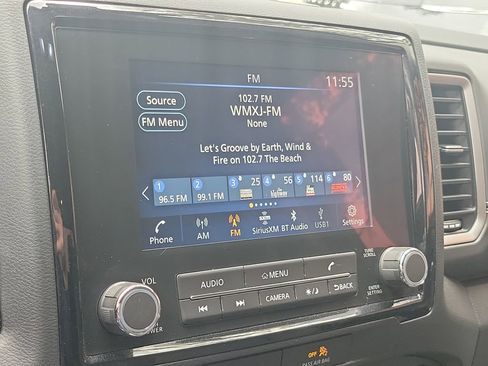 FM 11:55
Source
102.7 FM
WMXJ-FM
FM Menu
None
Let's Groove by Earth, Wind &
Fire on 102.7 The Beach
1 2 3 25 4 56 5 114 6 80
96.5 FM 99.1 FM
Phone AM FM SiriusXM BT Audio USB1 Settings
VOL AUDIO MENU TUNE
SCROLL
CAMERA BACK ENTER
SETTING
OFF
PASS AIR BAG